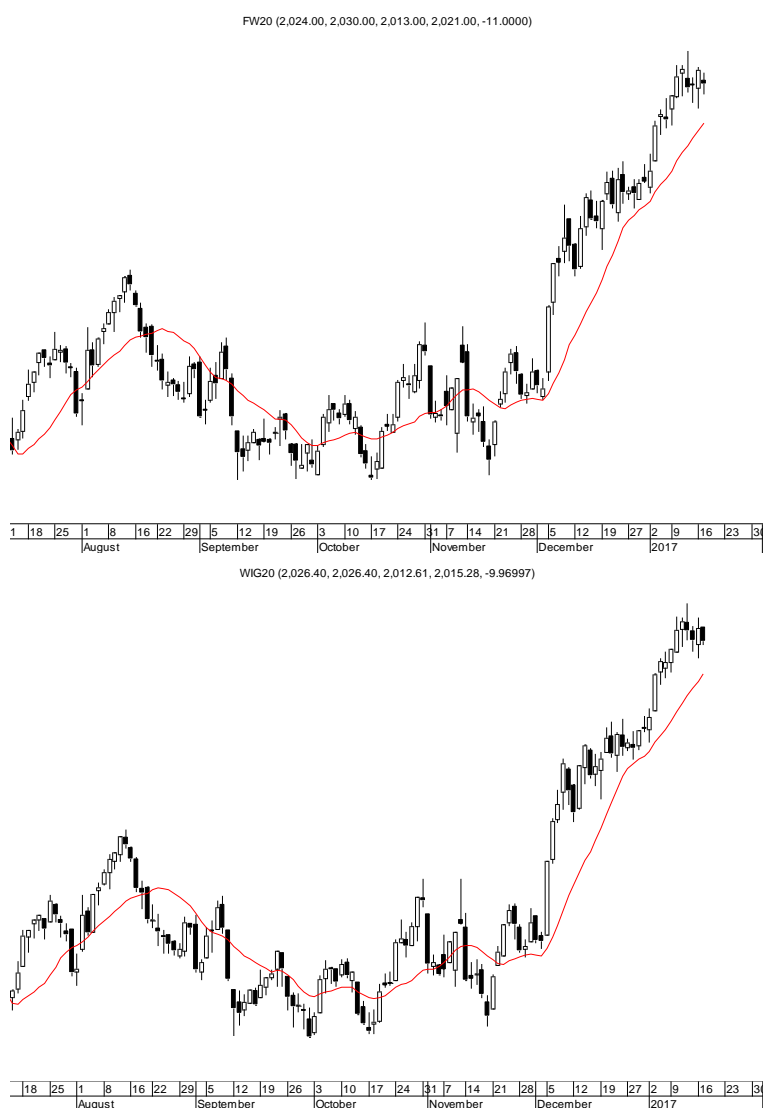 FW20 (2,024.00, 2,030.00, 2,013.00, 2,021.00, -11.0000)
1 18 25 1 8 16 22 29 5 12 19 26 3 10 17 24 31 7 14 21 28 5 12 19 27 2 9 16 23 30
August September October November December 2017
WIG20 (2,026.40, 2,026.40, 2,012.61, 2,015.28, -9.96997)
18 25 1 8 16 22 29 5 12 19 26 3 10 17 24 31 7 14 21 28 5 12 19 27 2 9 16 23 30
August September October November December 2017